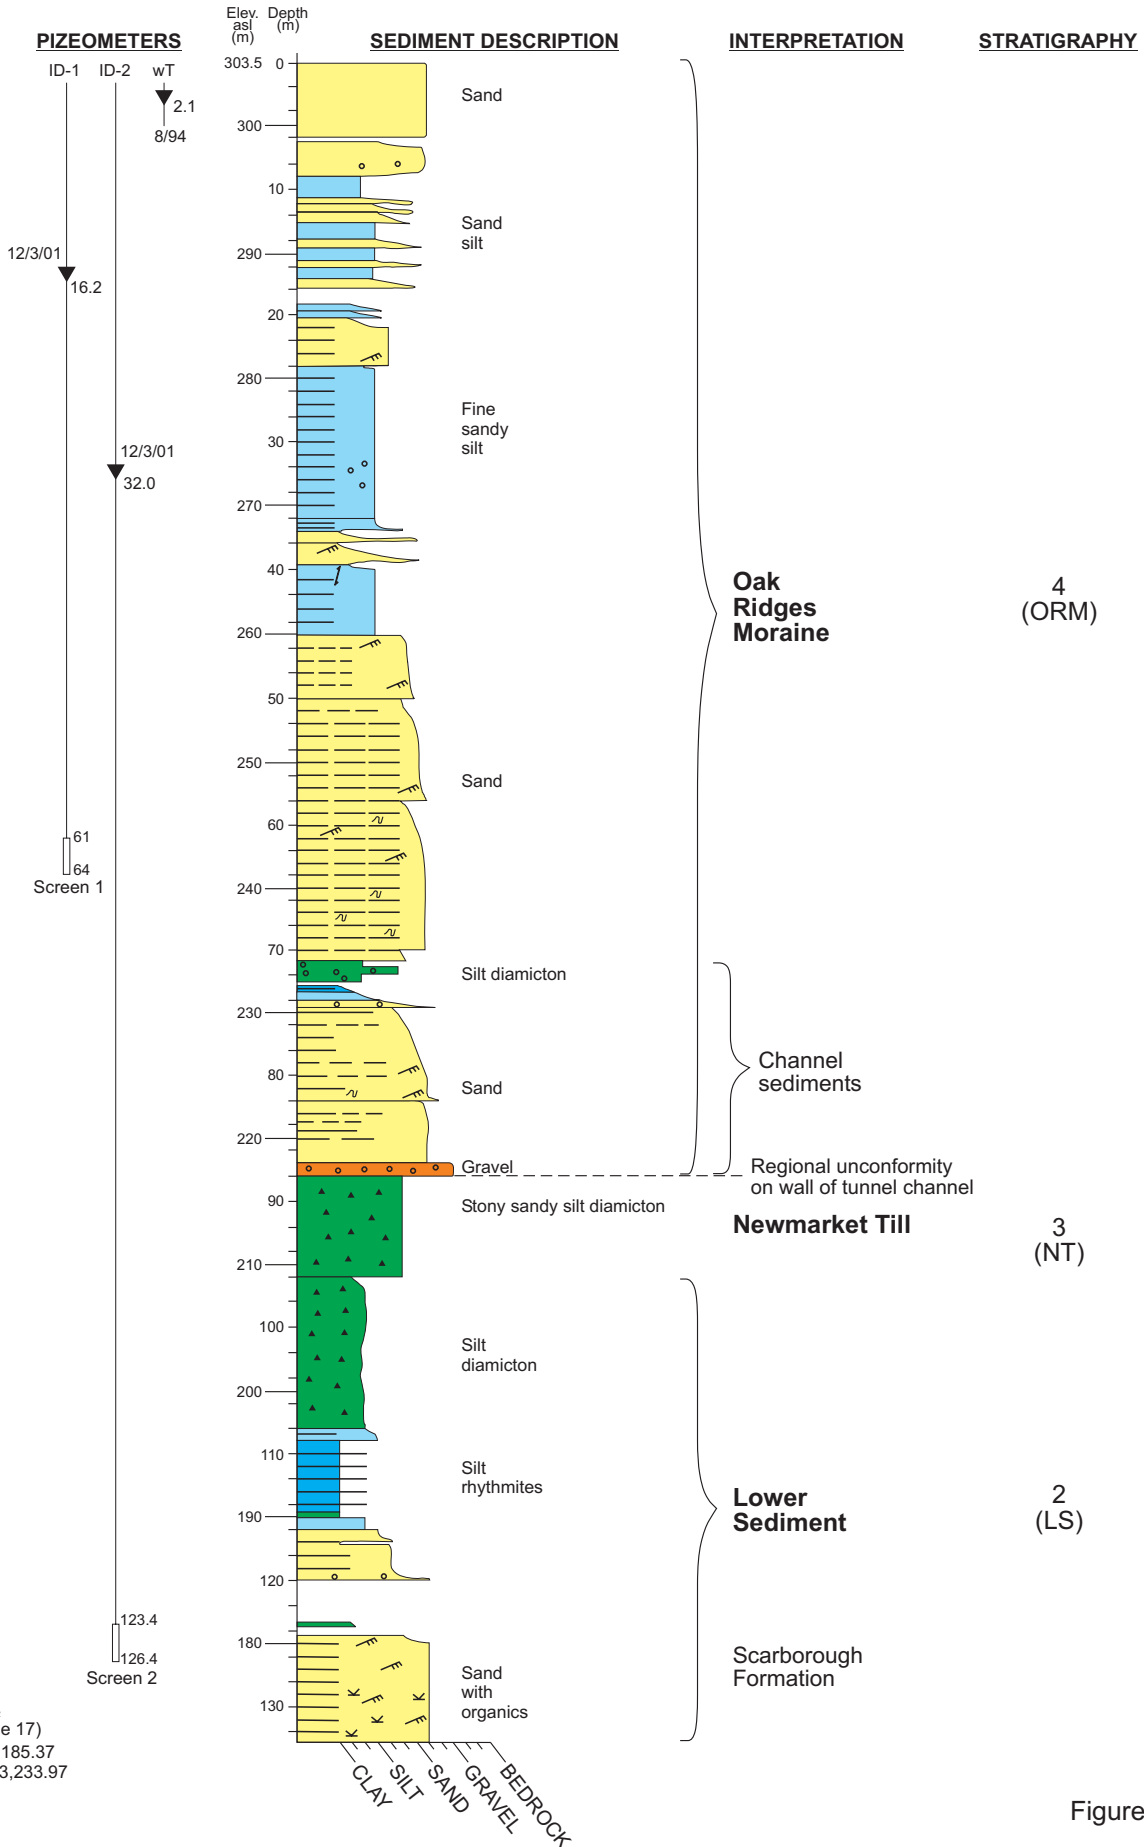 PIZEOMETERS
Elev. asl (m)
Depth (m)
SEDIMENT DESCRIPTION
INTERPRETATION
STRATIGRAPHY
ID-1 ID-2 wT
303.5 0
2.1
8/94
Sand
300
10
Sand
silt
12/3/01
290
16.2
20
280
Fine
sandy
silt
30
12/3/01
32.0
270
40
Oak
Ridges
Moraine
4
(ORM)
260
50
250
Sand
60
61
64
Screen 1
240
70
Silt diamicton
230
Channel
sediments
80
Sand
220
Gravel
Regional unconformity
on wall of tunnel channel
90
Stony sandy silt diamicton
Newmarket Till
3
(NT)
210
100
Silt
diamicton
200
110
Silt
rhythmites
190
Lower
Sediment
2
(LS)
120
123.4
126.4
Screen 2
180
Scarborough
Formation
Sand
with
organics
130
e 17)
185.37
3,233.97
CLAY
SILT
SAND
GRAVEL
BEDROCK
Figure